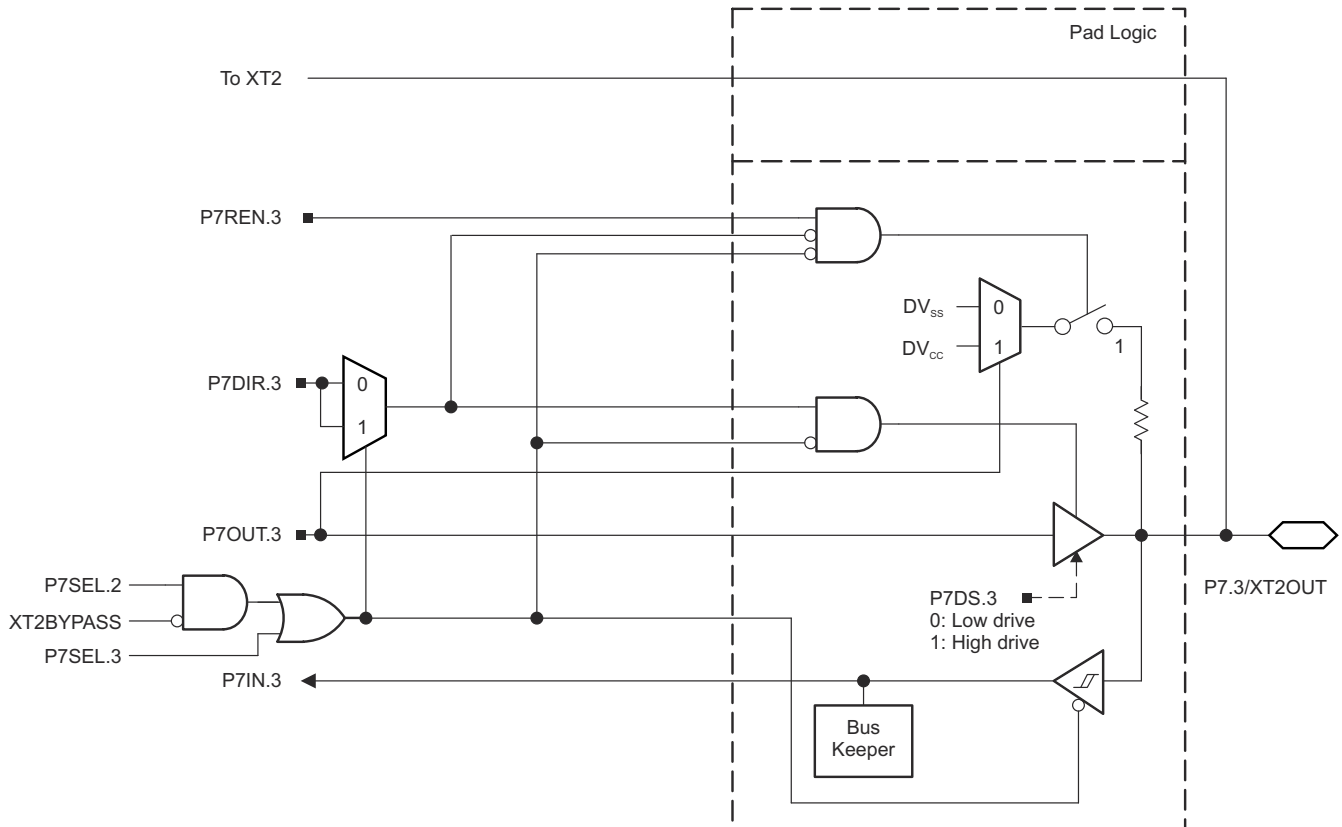 Pad Logic
To XT2
P7REN.3
DVSS
0
DVCC
1
1
P7DIR.3
0
1
P7OUT.3
P7SEL.2
XT2BYPASS
P7SEL.3
P7DS.3
0: Low drive
1: High drive
P7.3/XT2OUT
P7IN.3
Bus
Keeper